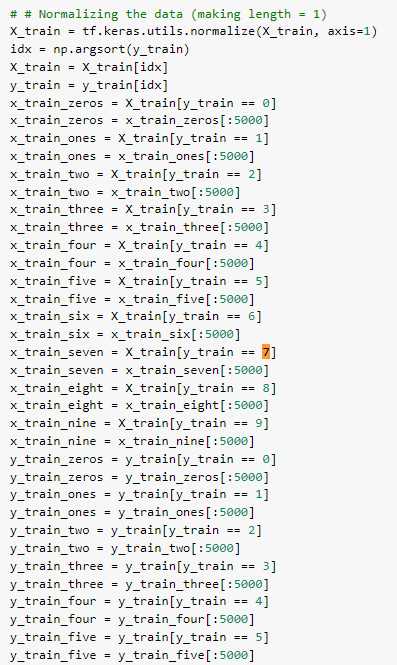 # # Normalizing the data (making length = 1)
X_train = tf.keras.utils.normalize(X_train, axis=1)
idx = np.argsort(y_train)
X_train = X_train[idx]
y_train = y_train[idx]
x_train_zeros = X_train[y_train == 0]
x_train_zeros = x_train_zeros[:5000]
x_train_ones = X_train[y_train == 1]
x_train_ones = x_train_ones[:5000]
x_train_two = X_train[y_train == 2]
x_train_two = x_train_two[:5000]
x_train_three = X_train[y_train == 3]
x_train_three = x_train_three[:5000]
x_train_four = X_train[y_train == 4]
x_train_four = x_train_four[:5000]
x_train_five = X_train[y_train == 5]
x_train_five = x_train_five[:5000]
x_train_six = X_train[y_train == 6]
x_train_six = x_train_six[:5000]
x_train_seven = X_train[y_train == 7]
x_train_seven = x_train_seven[:5000]
x_train_eight = X_train[y_train == 8]
x_train_eight = x_train_eight[:5000]
x_train_nine = X_train[y_train == 9]
x_train_nine = x_train_nine[:5000]
y_train_zeros = y_train[y_train == 0]
y_train_zeros = y_train_zeros[:5000]
y_train_ones = y_train[y_train == 1]
y_train_ones = y_train_ones[:5000]
y_train_two = y_train[y_train == 2]
y_train_two = y_train_two[:5000]
y_train_three = y_train[y_train == 3]
y_train_three = y_train_three[:5000]
y_train_four = y_train[y_train == 4]
y_train_four = y_train_four[:5000]
y_train_five = y_train[y_train == 5]
y_train_five = y_train_five[:5000]